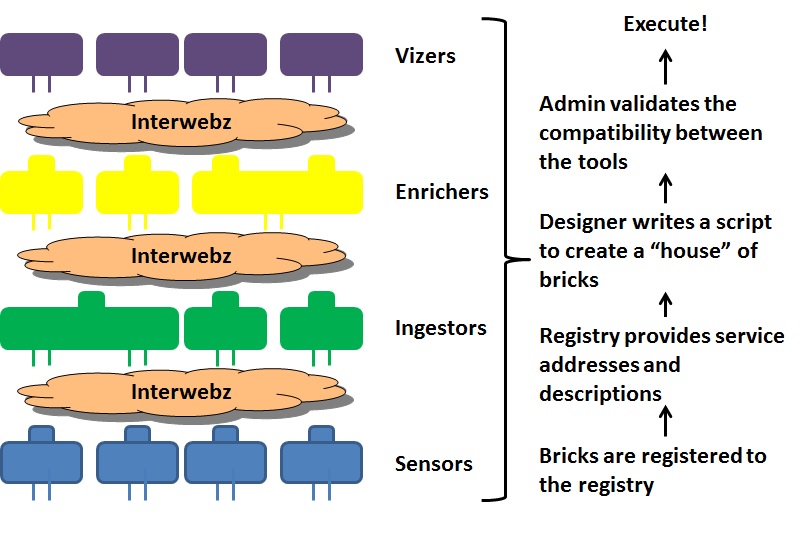 Vizers
Interwebz
Enrichers
Interwebz
Ingestors
Interwebz
Sensors
Execute!
Admin validates the
compatibility between
the tools
Designer writes a script
to create a “house” of
bricks
Registry provides service
addresses and
descriptions
Bricks are registered to
the registry